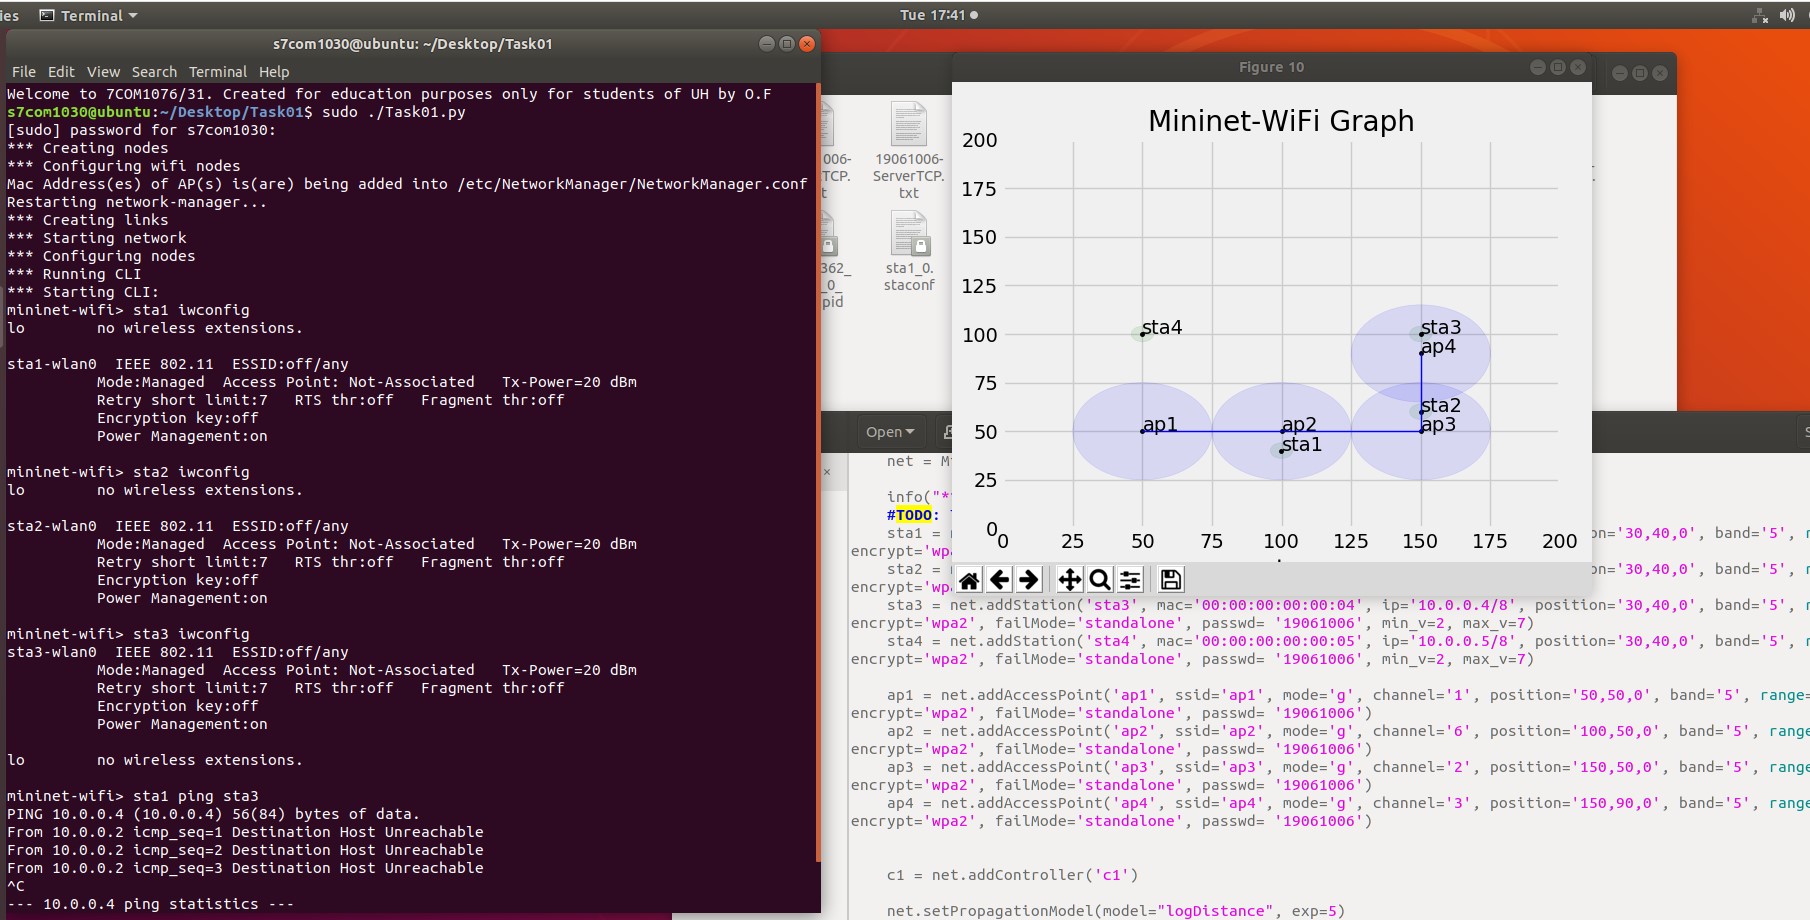 ies Terminal Tue 17:41
s7com1030@ubuntu: ~/Desktop/Task01
File Edit View Search Terminal Help
Welcome to 7COM1076/31. Created for education purposes only for students of UH by O.F
s7com1030@ubuntu:~/Desktop/Task01$ sudo ./Task01.py
[sudo] password for s7com1030:
*** Creating nodes
*** Configuring wifi nodes
Mac Address(es) of AP(s) is(are) being added into /etc/NetworkManager/NetworkManager.conf
Restarting network-manager...
*** Creating links
*** Starting network
*** Configuring nodes
*** Running CLI
*** Starting CLI:
mininet-wifi> sta1 iwconfig
lo        no wireless extensions.
sta1-wlan0  IEEE 802.11  ESSID:off/any
Mode:Managed  Access Point: Not-Associated   Tx-Power=20 dBm
Retry short limit:7   RTS thr:off   Fragment thr:off
Encryption key:off
Power Management:on
mininet-wifi> sta2 iwconfig
lo        no wireless extensions.
sta2-wlan0  IEEE 802.11  ESSID:off/any
Mode:Managed  Access Point: Not-Associated   Tx-Power=20 dBm
Retry short limit:7   RTS thr:off   Fragment thr:off
Encryption key:off
Power Management:on
mininet-wifi> sta3 iwconfig
sta3-wlan0  IEEE 802.11  ESSID:off/any
Mode:Managed  Access Point: Not-Associated   Tx-Power=20 dBm
Retry short limit:7   RTS thr:off   Fragment thr:off
Encryption key:off
Power Management:on
lo        no wireless extensions.
mininet-wifi> sta1 ping sta3
PING 10.0.0.4 (10.0.0.4) 56(84) bytes of data.
From 10.0.0.2 icmp_seq=1 Destination Host Unreachable
From 10.0.0.2 icmp_seq=2 Destination Host Unreachable
From 10.0.0.2 icmp_seq=3 Destination Host Unreachable
^C
--- 10.0.0.4 ping statistics ---
006-
TCP.
t
19061006-
ServerTCP.
txt
362_
_0_
pid
sta1_0.
staconf
Figure 10
Mininet-WiFi Graph
200
175
150
125
100
75
50
25
0
0 25 50 75 100 125 150 175 200
sta4
sta3
ap4
sta2
ap3
ap1
ap2
sta1
Open
net = M
info("*
#TODO:
sta1 = n
on='30,40,0', band='5',
encrypt='wpa
sta2 = n
on='30,40,0', band='5',
encrypt='wpa
sta3 = net.addStation('sta3', mac='00:00:00:00:00:04', ip='10.0.0.4/8', position='30,40,0', band='5',
encrypt='wpa2', failMode='standalone', passwd= '19061006', min_v=2, max_v=7)
sta4 = net.addStation('sta4', mac='00:00:00:00:00:05', ip='10.0.0.5/8', position='30,40,0', band='5',
encrypt='wpa2', failMode='standalone', passwd= '19061006', min_v=2, max_v=7)
ap1 = net.addAccessPoint('ap1', ssid='ap1', mode='g', channel='1', position='50,50,0', band='5', range=
encrypt='wpa2', failMode='standalone', passwd= '19061006')
ap2 = net.addAccessPoint('ap2', ssid='ap2', mode='g', channel='6', position='100,50,0', band='5', range
encrypt='wpa2', failMode='standalone', passwd= '19061006')
ap3 = net.addAccessPoint('ap3', ssid='ap3', mode='g', channel='2', position='150,50,0', band='5', range
encrypt='wpa2', failMode='standalone', passwd= '19061006')
ap4 = net.addAccessPoint('ap4', ssid='ap4', mode='g', channel='3', position='150,90,0', band='5', range
encrypt='wpa2', failMode='standalone', passwd= '19061006')
c1 = net.addController('c1')
net.setPropagationModel(model="logDistance", exp=5)